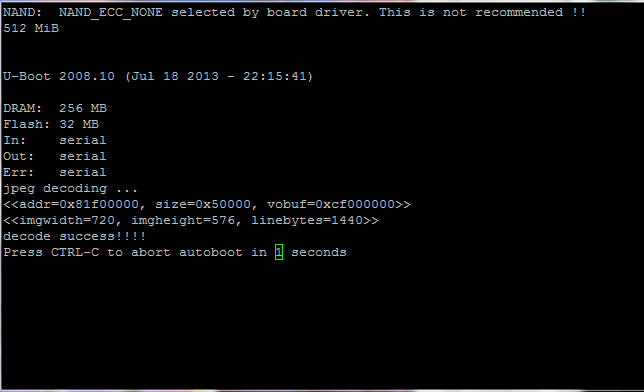 NAND:  NAND_ECC_NONE selected by board driver. This is not recommended !!
512 MiB
U-Boot 2008.10 (Jul 18 2013 - 22:15:41)
DRAM:  256 MB
Flash: 32 MB
In:    serial
Out:   serial
Err:   serial
jpeg decoding ...
<<addr=0x81f00000, size=0x50000, vobuf=0xcf000000>>
<<imgwidth=720, imgheight=576, linebytes=1440>>
decode success!!!!
Press CTRL-C to abort autoboot in 1 seconds